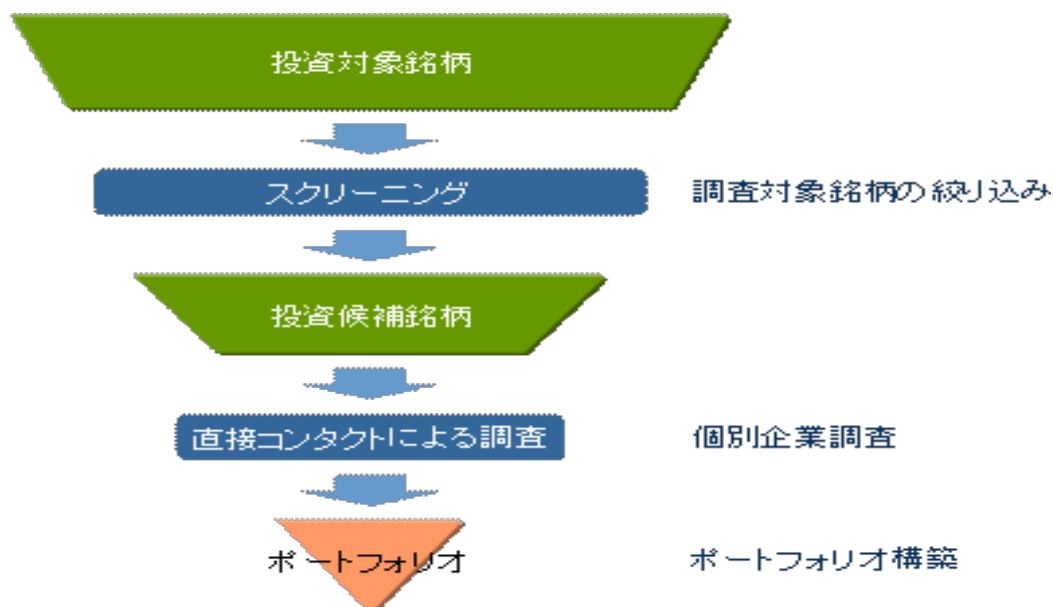 投資対象銘柄
スクリーニング
調査対象銘柄の絞り込み
投資候補銘柄
直接コンタクトによる調査
個別企業調査
ポートフォリオ
ポートフォリオ構築